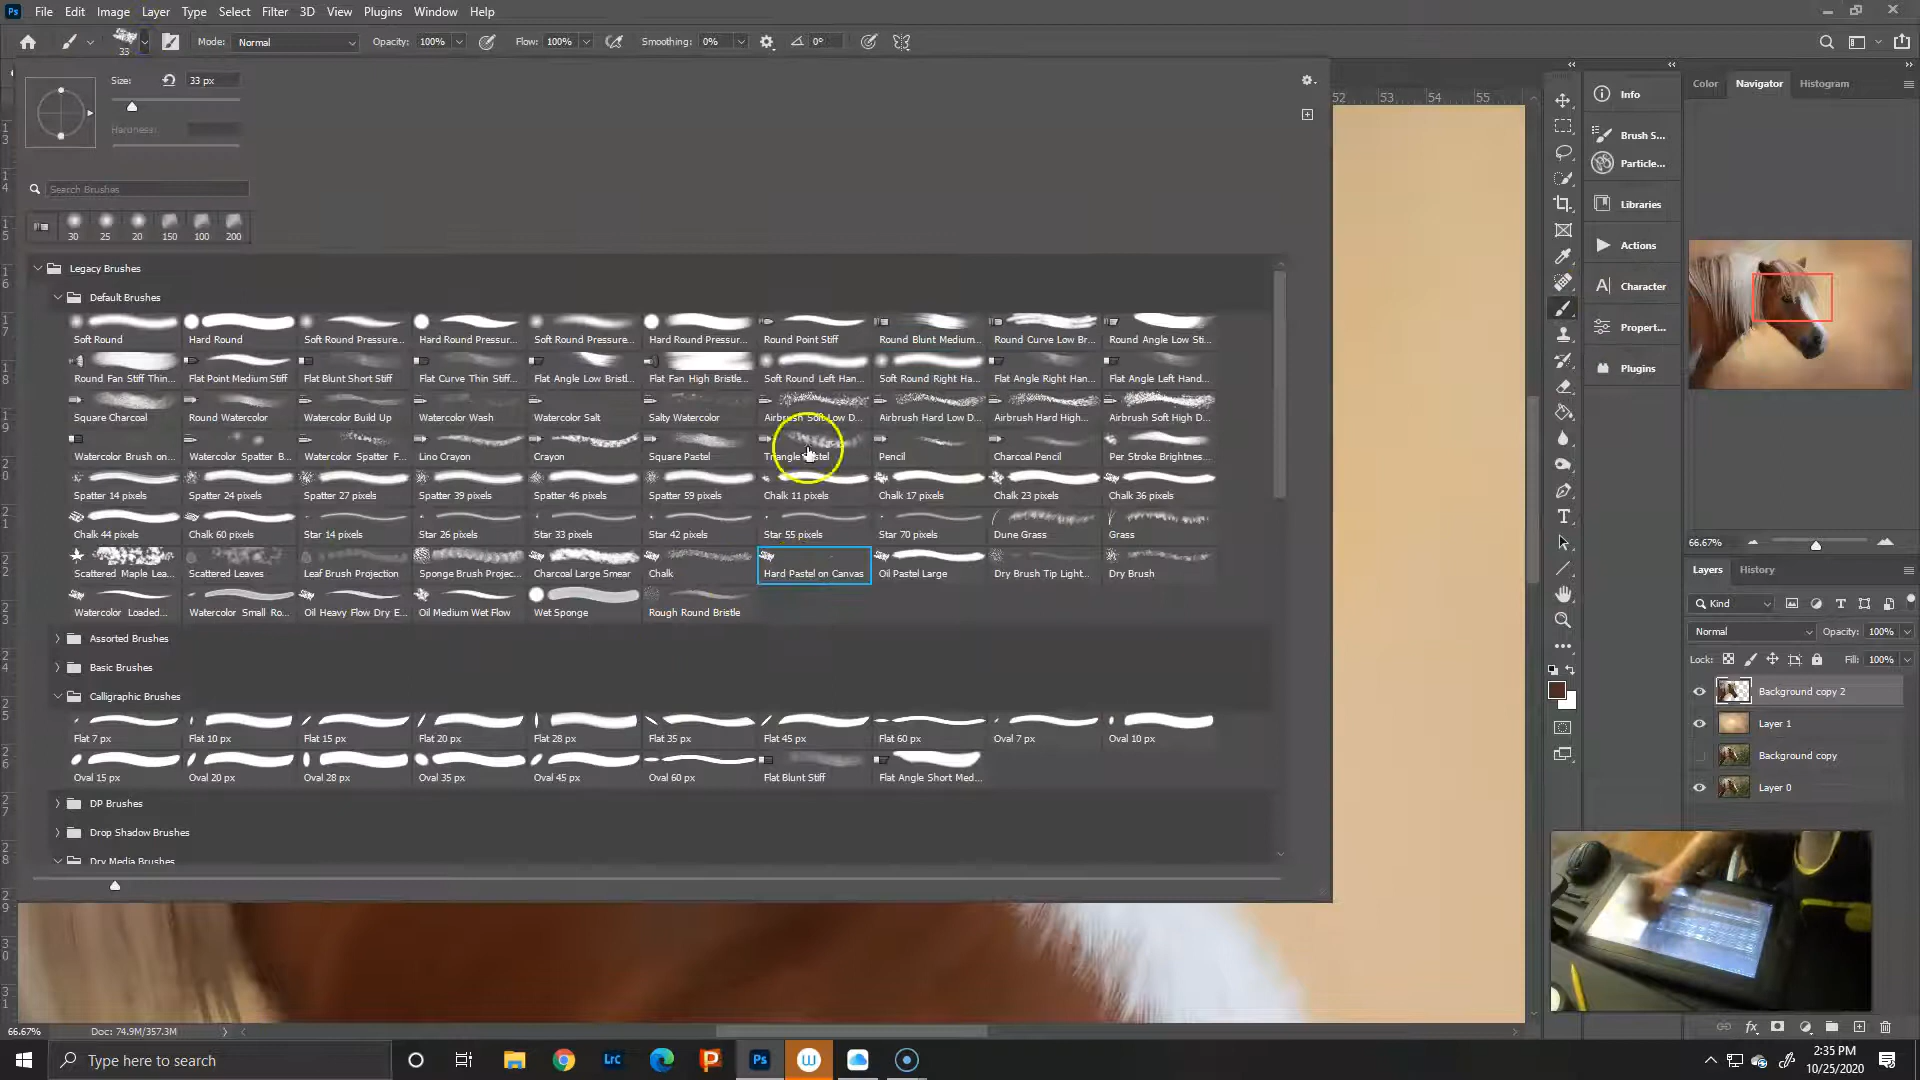 Ps File Edit Image Layer Type Select Filter 3D View Plugins Window Help
33 Mode: Normal Opacity: 100% Flow: 100% Smoothing: 0% 0°
Size: 33 px
Hardness:
Search Brushes
30 25 20 150 100 200
Legacy Brushes
Default Brushes
Soft Round Hard Round Soft Round Pressure... Hard Round Pressur... Soft Round Pressure... Hard Round Pressur... Round Point Stiff Round Blunt Medium... Round Curve Low Br... Round Angle Low Sti...
Round Fan Stiff Thin... Flat Point Medium Stiff Flat Blunt Short Stiff Flat Curve Thin Stiff... Flat Angle Low Bristl... Flat Fan High Bristle... Soft Round Left Han... Soft Round Right Ha... Flat Angle Right Han... Flat Angle Left Hand...
Square Charcoal Round Watercolor Watercolor Build Up Watercolor Wash Watercolor Salt Salty Watercolor Airbrush Soft Low D... Airbrush Hard Low D... Airbrush Hard High... Airbrush Soft High D...
Watercolor Brush on... Watercolor Spatter B... Watercolor Spatter F... Lino Crayon Crayon Square Pastel Triangle Pastel Pencil Charcoal Pencil Per Stroke Brightnes...
Spatter 14 pixels Spatter 24 pixels Spatter 27 pixels Spatter 39 pixels Spatter 46 pixels Spatter 59 pixels Chalk 11 pixels Chalk 17 pixels Chalk 23 pixels Chalk 36 pixels
Chalk 44 pixels Chalk 60 pixels Star 14 pixels Star 26 pixels Star 33 pixels Star 42 pixels Star 55 pixels Star 70 pixels Dune Grass Grass
Scattered Maple Lea... Scattered Leaves Leaf Brush Projection Sponge Brush Projec... Charcoal Large Smear Chalk Hard Pastel on Canvas Oil Pastel Large Dry Brush Tip Light... Dry Brush
Watercolor Loaded... Watercolor Small Ro... Oil Heavy Flow Dry E... Oil Medium Wet Flow Wet Sponge Rough Round Bristle
Assorted Brushes
Basic Brushes
Calligraphic Brushes
Flat 7 px Flat 10 px Flat 15 px Flat 20 px Flat 28 px Flat 35 px Flat 45 px Flat 60 px Oval 7 px Oval 10 px
Oval 15 px Oval 20 px Oval 28 px Oval 35 px Oval 45 px Oval 60 px Flat Blunt Stiff Flat Angle Short Med...
DP Brushes
Drop Shadow Brushes
Dry Media Brushes
52 53 54 55
Info
Brush S...
Particle...
Libraries
Actions
Character
Propert...
Plugins
Color Navigator Histogram
66.67%
Layers History
Kind
Normal Opacity: 100%
Lock: Fill: 100%
Background copy 2
Layer 1
Background copy
Layer 0
66.67% Doc: 74.9M/357.3M
Type here to search
Lrc Ps
2:35 PM
10/25/2020